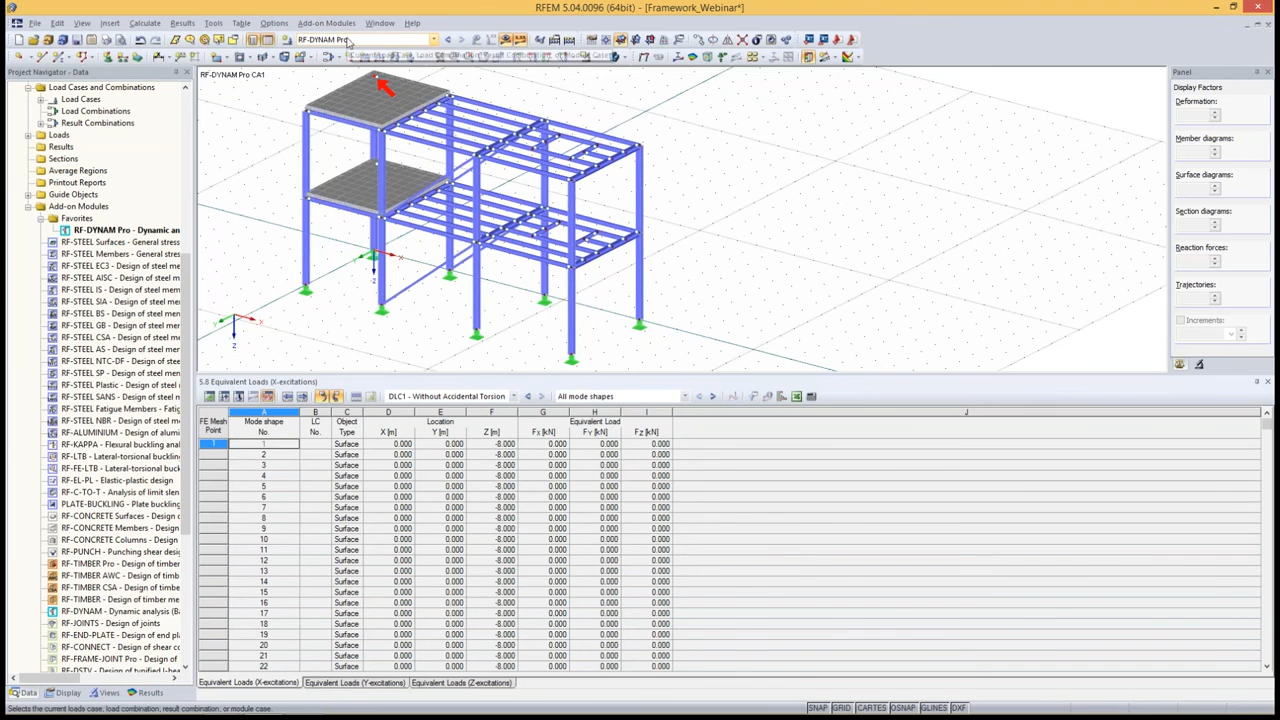 RFEM 5.04.0096 (64bit) - [Framework_Webinar*]
File Edit View Insert Calculate Results Tools Table Options Add-on Modules Window Help
RF-DYNAM Pro
Project Navigator - Data
Load Cases and Combinations
Load Cases
Load Combinations
Result Combinations
Loads
Results
Sections
Average Regions
Printout Reports
Guide Objects
Add-on Modules
Favorites
RF-DYNAM Pro - Dynamic an
RF-STEEL Surfaces - General stress
RF-STEEL Members - General stres
RF-STEEL EC3 - Design of steel me
RF-STEEL AISC - Design of steel m
RF-STEEL IS - Design of steel mem
RF-STEEL SIA - Design of steel me
RF-STEEL BS - Design of steel mem
RF-STEEL GB - Design of steel mem
RF-STEEL CSA - Design of steel me
RF-STEEL AS - Design of steel mem
RF-STEEL NTC-DF - Design of steel
RF-STEEL SP - Design of steel mem
RF-STEEL Plastic - Design of steel
RF-STEEL SANS - Design of steel m
RF-STEEL Fatigue Members - Fatigu
RF-STEEL NBR - Design of steel me
RF-ALUMINIUM - Design of alumin
RF-KAPPA - Flexural buckling analy
RF-LTB - Lateral-torsional buckling
RF-FE-LTB - Lateral-torsional buck
RF-EL-PL - Elastic-plastic design
RF-C-TO-T - Analysis of limit slen
PLATE-BUCKLING - Plate buckling
RF-CONCRETE Surfaces - Design of
RF-CONCRETE Members - Design o
RF-CONCRETE Columns - Design o
RF-PUNCH - Punching shear design
RF-TIMBER Pro - Design of timber
RF-TIMBER AWC - Design of timb
RF-TIMBER CSA - Design of timber
RF-TIMBER - Design of timber me
RF-DYNAM - Dynamic analysis (Ba
RF-JOINTS - Design of joints
RF-END-PLATE - Design of end pl
RF-CONNECT - Design of shear co
RF-FRAME-JOINT Pro - Design of
Data Display Views Results
RF-DYNAM Pro CA1
X
Y
Z
X
Y
Z
Panel
Display Factors
Deformation:
Member diagrams:
Surface diagrams:
Section diagrams:
Reaction forces:
Trajectories:
Increments:
5.8 Equivalent Loads (X-excitations)
DLC1 - Without Accidental Torsion All mode shapes
A B C D E F G H I J
FE Mesh Mode shape LC Object Location Equivalent Load
Point No. No. Type X [m] Y [m] Z [m] FX [kN] FY [kN] FZ [kN]
1 1 Surface 0.000 0.000 -8.000 0.000 0.000 0.000
2 Surface 0.000 0.000 -8.000 0.000 0.000 0.000
3 Surface 0.000 0.000 -8.000 0.000 0.000 0.000
4 Surface 0.000 0.000 -8.000 0.000 0.000 0.000
5 Surface 0.000 0.000 -8.000 0.000 0.000 0.000
6 Surface 0.000 0.000 -8.000 0.000 0.000 0.000
7 Surface 0.000 0.000 -8.000 0.000 0.000 0.000
8 Surface 0.000 0.000 -8.000 0.000 0.000 0.000
9 Surface 0.000 0.000 -8.000 0.000 0.000 0.000
10 Surface 0.000 0.000 -8.000 0.000 0.000 0.000
11 Surface 0.000 0.000 -8.000 0.000 0.000 0.000
12 Surface 0.000 0.000 -8.000 0.000 0.000 0.000
13 Surface 0.000 0.000 -8.000 0.000 0.000 0.000
14 Surface 0.000 0.000 -8.000 0.000 0.000 0.000
15 Surface 0.000 0.000 -8.000 0.000 0.000 0.000
16 Surface 0.000 0.000 -8.000 0.000 0.000 0.000
17 Surface 0.000 0.000 -8.000 0.000 0.000 0.000
18 Surface 0.000 0.000 -8.000 0.000 0.000 0.000
19 Surface 0.000 0.000 -8.000 0.000 0.000 0.000
20 Surface 0.000 0.000 -8.000 0.000 0.000 0.000
21 Surface 0.000 0.000 -8.000 0.000 0.000 0.000
22 Surface 0.000 0.000 -8.000 0.000 0.000 0.000
Equivalent Loads (X-excitations) Equivalent Loads (Y-excitations) Equivalent Loads (Z-excitations)
Selects the current loads case, load combination, result combination, or module case.
SNAP GRID CARTES OSNAP GLINES DXF